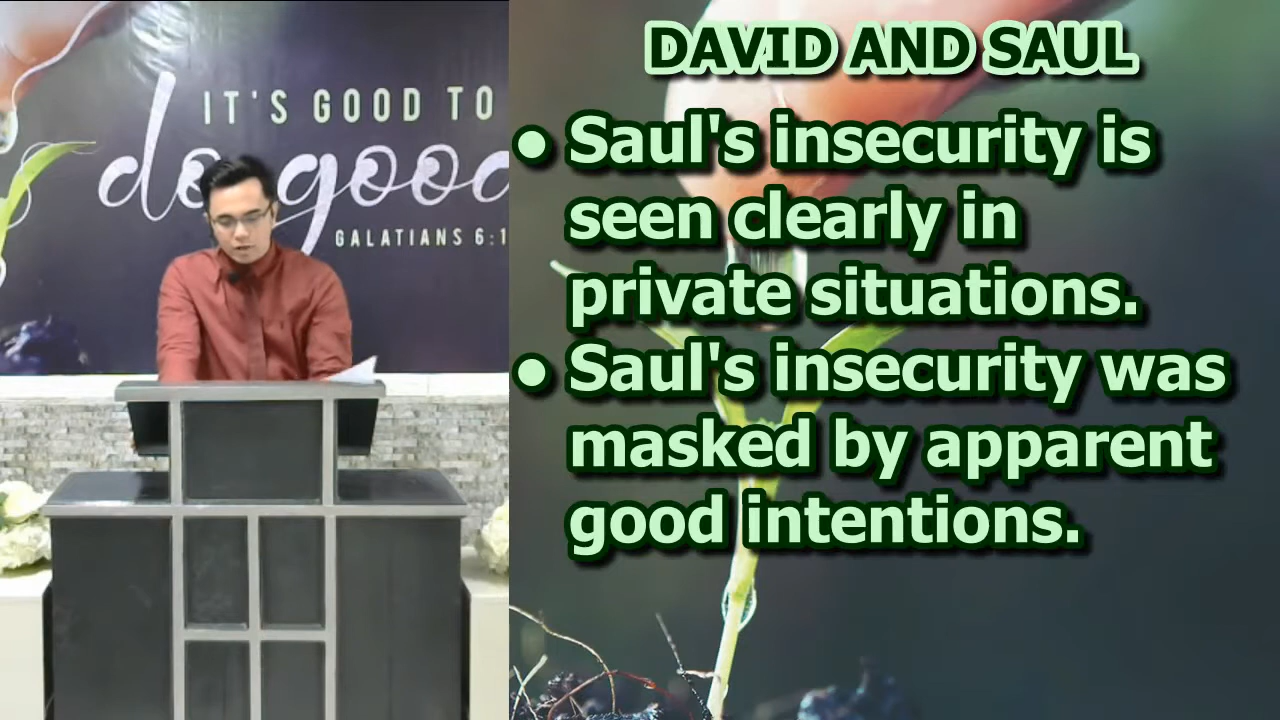 IT'S GOOD TO
do good
GALATIANS 6:1
DAVID AND SAUL
• Saul's insecurity is
seen clearly in
private situations.
• Saul's insecurity was
masked by apparent
good intentions.